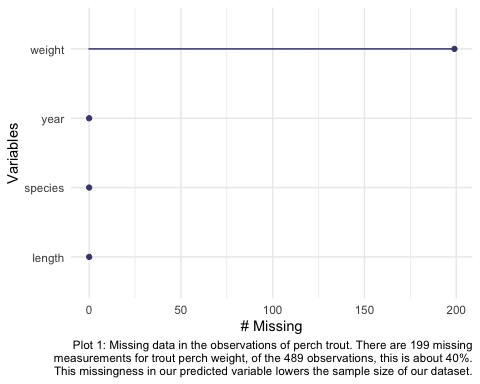 weight
year
species
length
Variables
0 50 100 150 200
# Missing
Plot 1: Missing data in the observations of perch trout. There are 199 missing
measurements for trout perch weight, of the 489 observations, this is about 40%.
This missingness in our predicted variable lowers the sample size of our dataset.